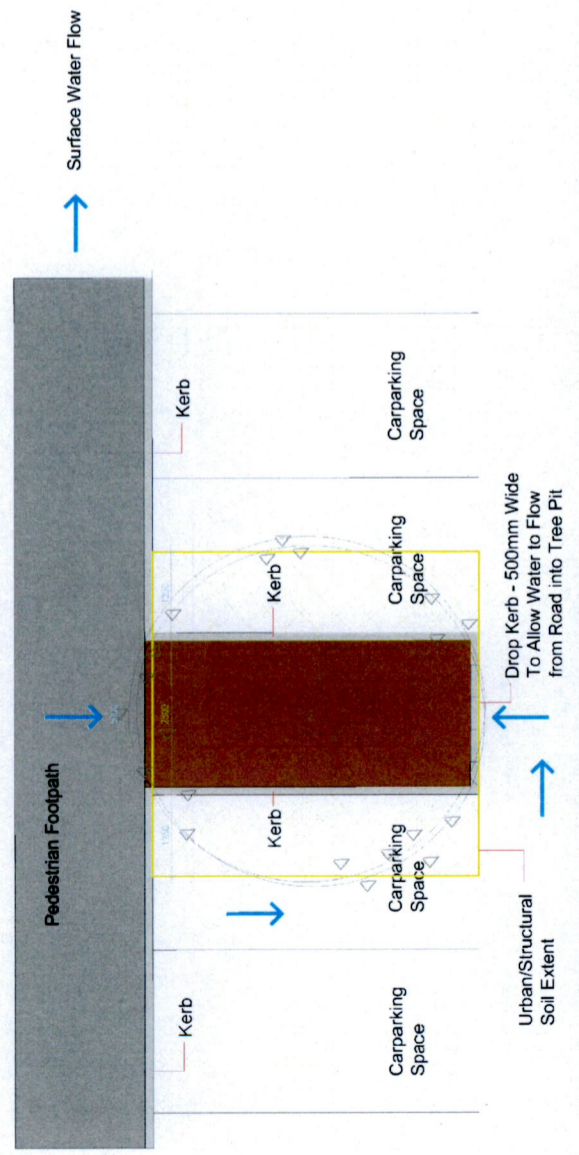 Surface Water Flow
Pedestrian Footpath
Kerb
Kerb
Kerb
Kerb
Carparking
Space
Carparking
Space
Carparking
Space
Carparking
Space
Urban/Structural
Soil Extent
Drop Kerb - 500mm Wide
To Allow Water to Flow
from Road into Tree Pit